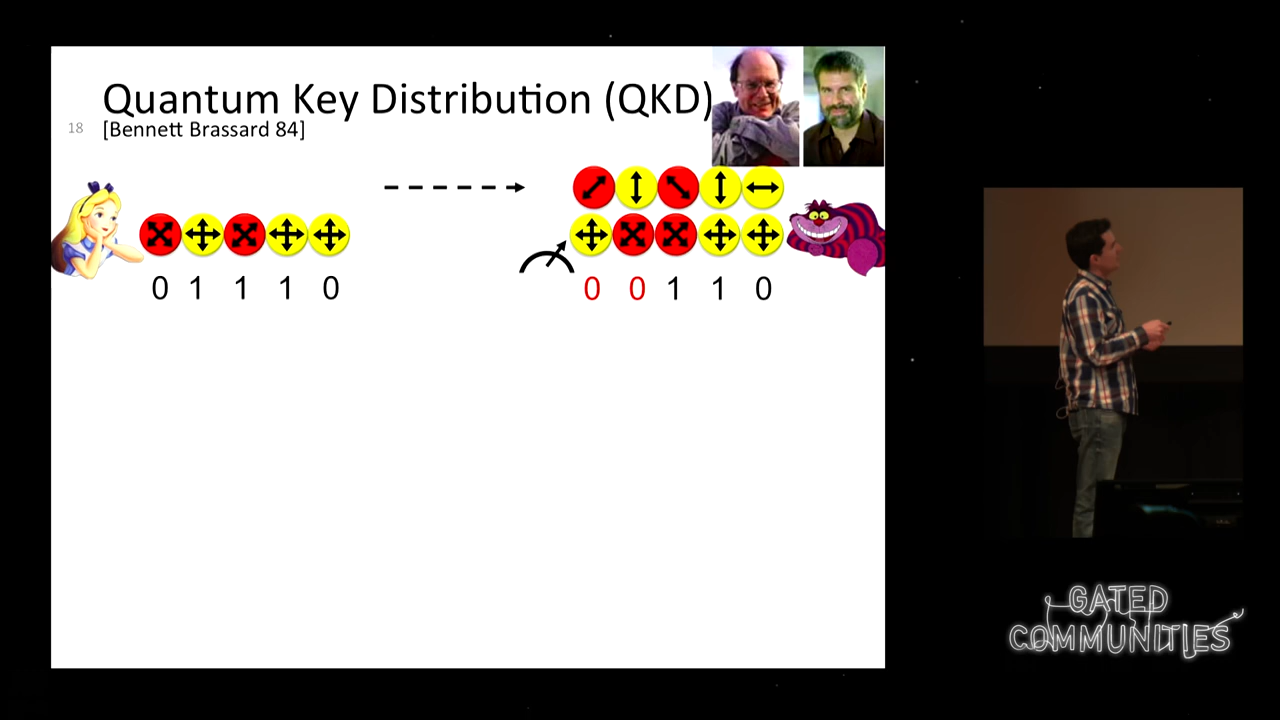 Quantum Key Distribution (QKD)
18 [Bennett Brassard 84]
0 1 1 1 0
0 0 1 1 0
GATED
COMMUNITIES